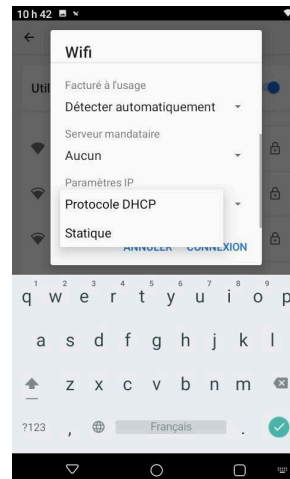 10 h 42
Wifi
Util
Facturé à l'usage
Détecter automatiquement
Serveur mandataire
Aucun
Paramètres IP
Protocole DHCP
Statique
ANNULER CONNEXION
1 2 3 4 5 6 7 8 9
q w e r t y u i o p
a s d f g h j k l
z x c v b n m
?123 , Français .